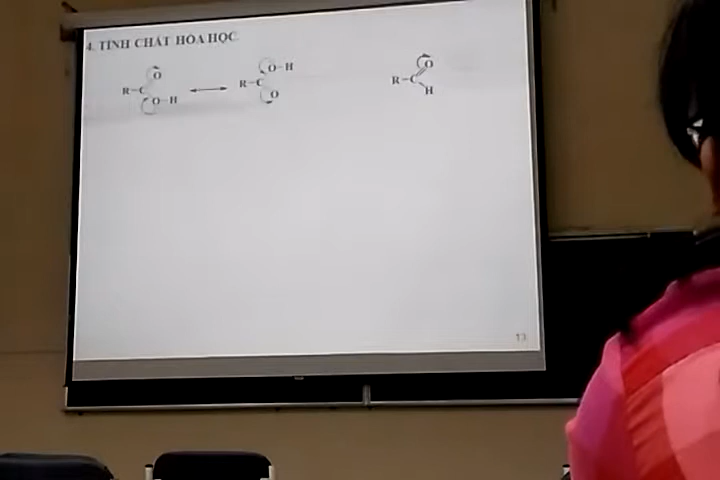 4. TÍNH CHẤT HÓA HỌC
O O-H O
R-C R-C R-C
O-H O H
13